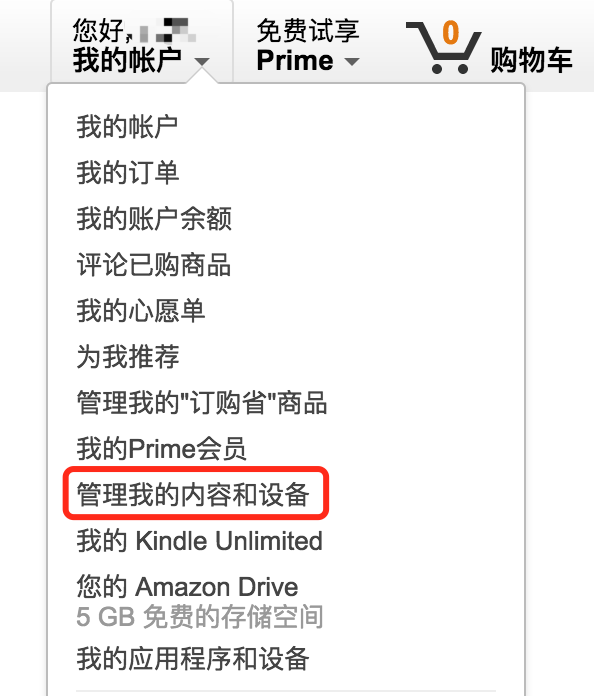 您好,
我的帐户
免费试享
Prime
0
购物车
我的帐户
我的订单
我的账户余额
评论已购商品
我的心愿单
为我推荐
管理我的"订购省"商品
我的Prime会员
管理我的内容和设备
我的 Kindle Unlimited
您的 Amazon Drive
5 GB 免费的存储空间
我的应用程序和设备